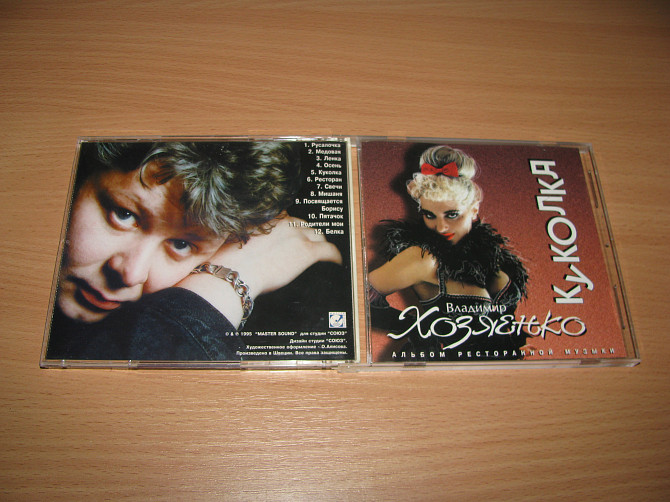 1. Русалочка
2. Медовая
3. Ленка
4. Осень
5. Куколка
6. Ресторан
7. Свечи
8. Мишаня
9. Посвящается
Борису
10. Пятачок
11. Родители мои
12. Белка
© & ® 1995 "MASTER SOUND" для студии "СОЮЗ".
Дизайн студии "СОЮЗ".
Художественное оформление - О.Алисова.
Произведено в Швеции. Все права защищены.
КуКОЛКА
Владимир
Хозяенько
АЛЬБОМ РЕСТОРАННОЙ МУЗЫКИ